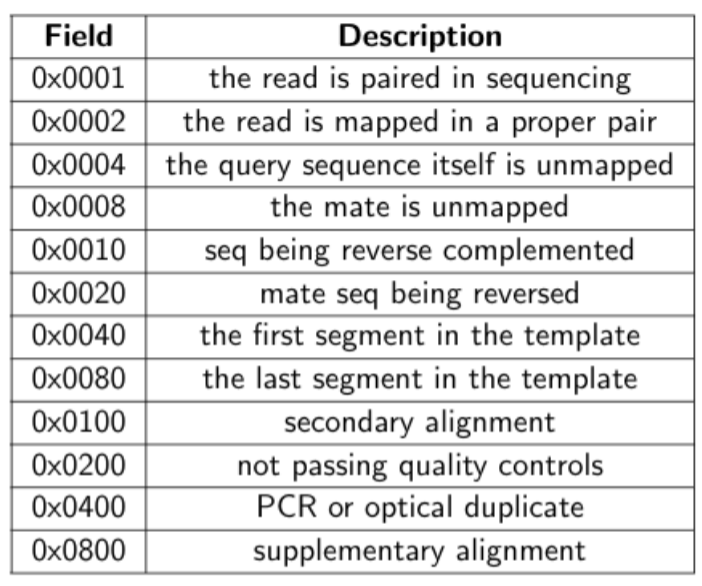 Field Description
0x0001 the read is paired in sequencing
0x0002 the read is mapped in a proper pair
0x0004 the query sequence itself is unmapped
0x0008 the mate is unmapped
0x0010 seq being reverse complemented
0x0020 mate seq being reversed
0x0040 the first segment in the template
0x0080 the last segment in the template
0x0100 secondary alignment
0x0200 not passing quality controls
0x0400 PCR or optical duplicate
0x0800 supplementary alignment